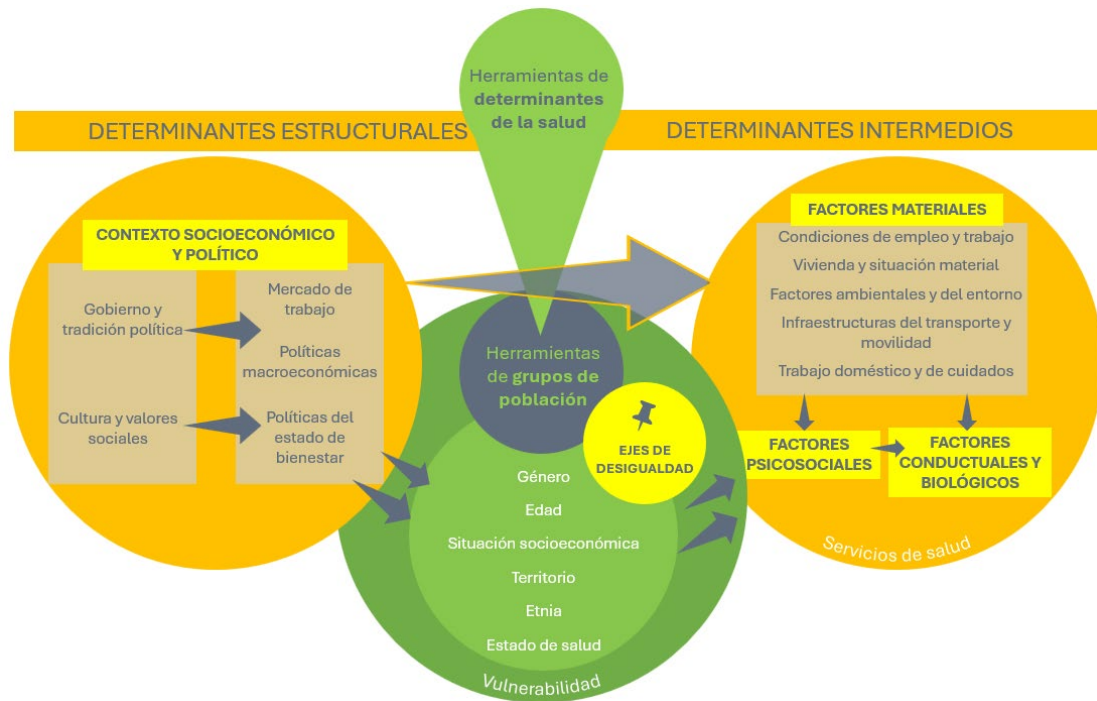 Herramientas de
determinantes
de la salud
DETERMINANTES ESTRUCTURALES
DETERMINANTES INTERMEDIOS
CONTEXTO SOCIOECONÓMICO
Y POLÍTICO
Gobierno y
tradición política
Cultura y valores
sociales
Mercado de
trabajo
Políticas
macroeconómicas
Políticas del
estado de
bienestar
Herramientas
de grupos de
población
EJES DE
DESIGUALDAD
Género
Edad
Situación socioeconómica
Territorio
Etnia
Estado de salud
Vulnerabilidad
FACTORES MATERIALES
Condiciones de empleo y trabajo
Vivienda y situación material
Factores ambientales y del entorno
Infraestructuras del transporte y
movilidad
Trabajo doméstico y de cuidados
FACTORES
PSICOSOCIALES
FACTORES
CONDUCTUALES Y
BIOLÓGICOS
Servicios de salud